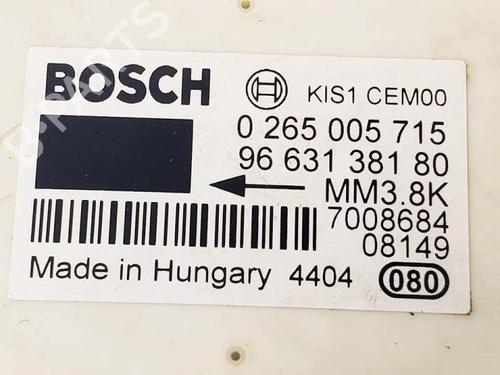 BOSCH KIS1 CEM00
0 265 005 715
96 631 381 80
MM3.8K
7008684
08149
Made in Hungary 4404 080
B-PARTS